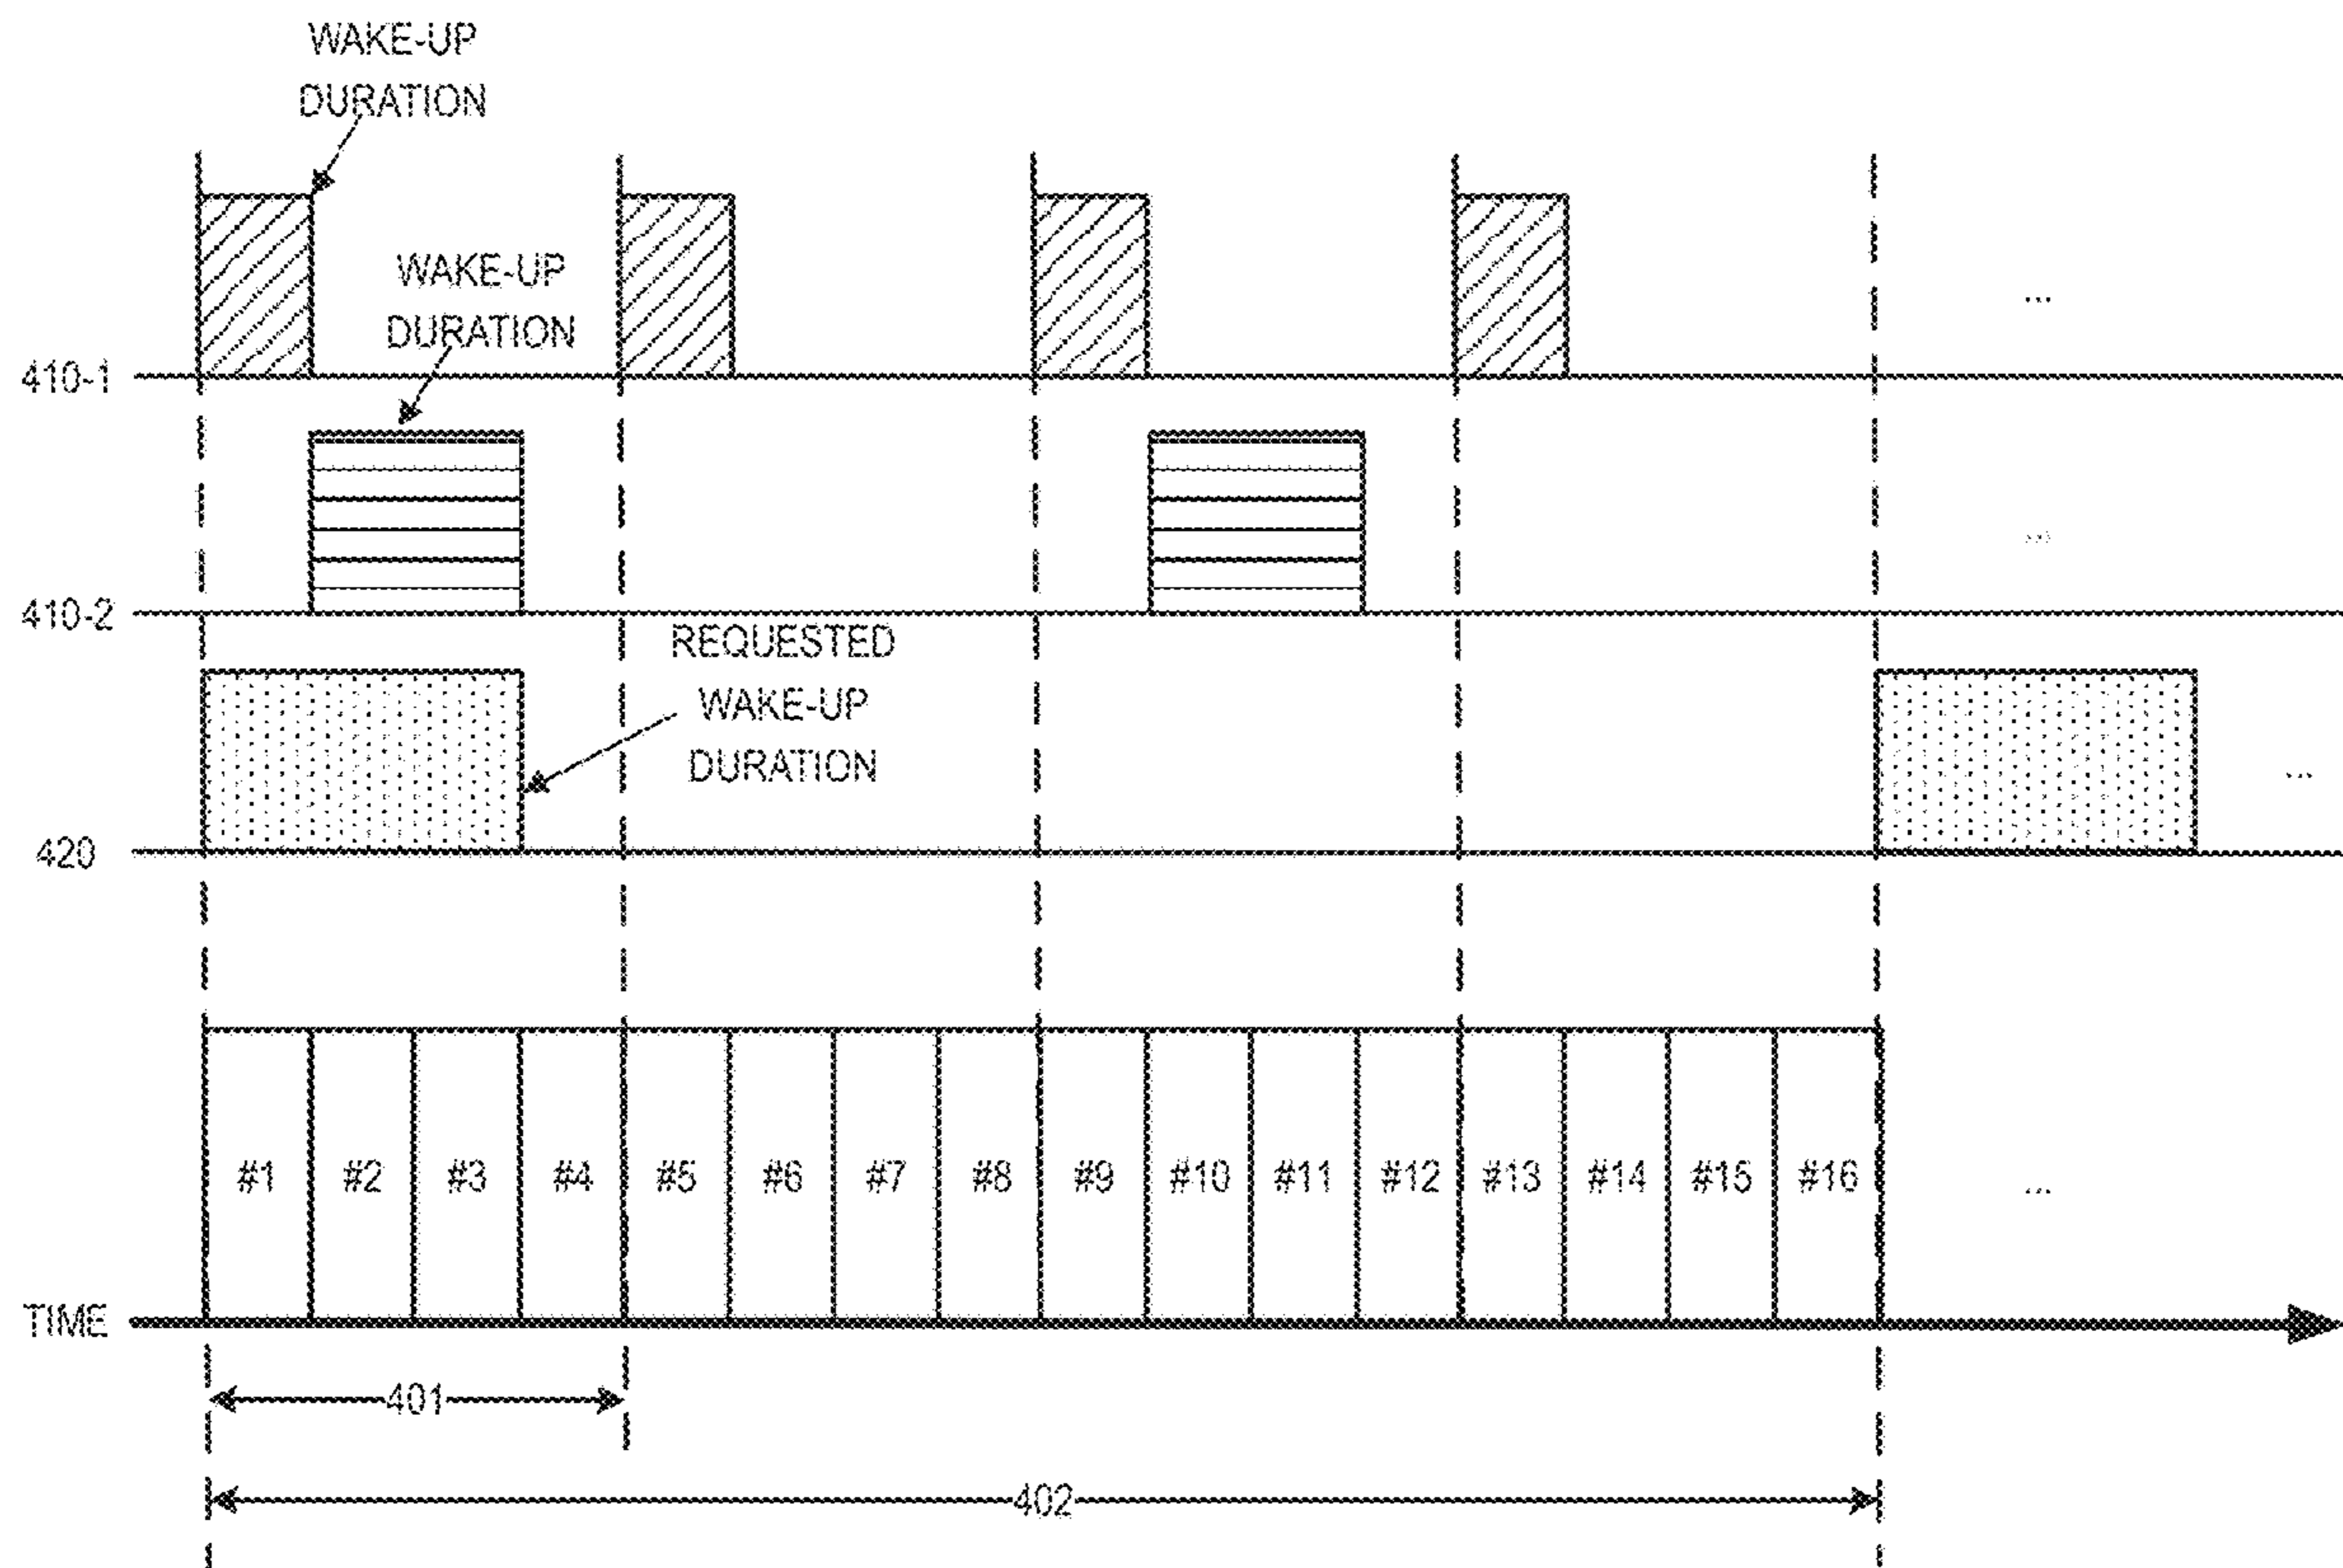 WAKE-UP
DURATION
WAKE-UP
DURATION
...
410-1
...
410-2
REQUESTED
WAKE-UP
DURATION
...
420
#1 #2 #3 #4 #5 #6 #7 #8 #9 #10 #11 #12 #13 #14 #15 #16 ...
TIME
401
402